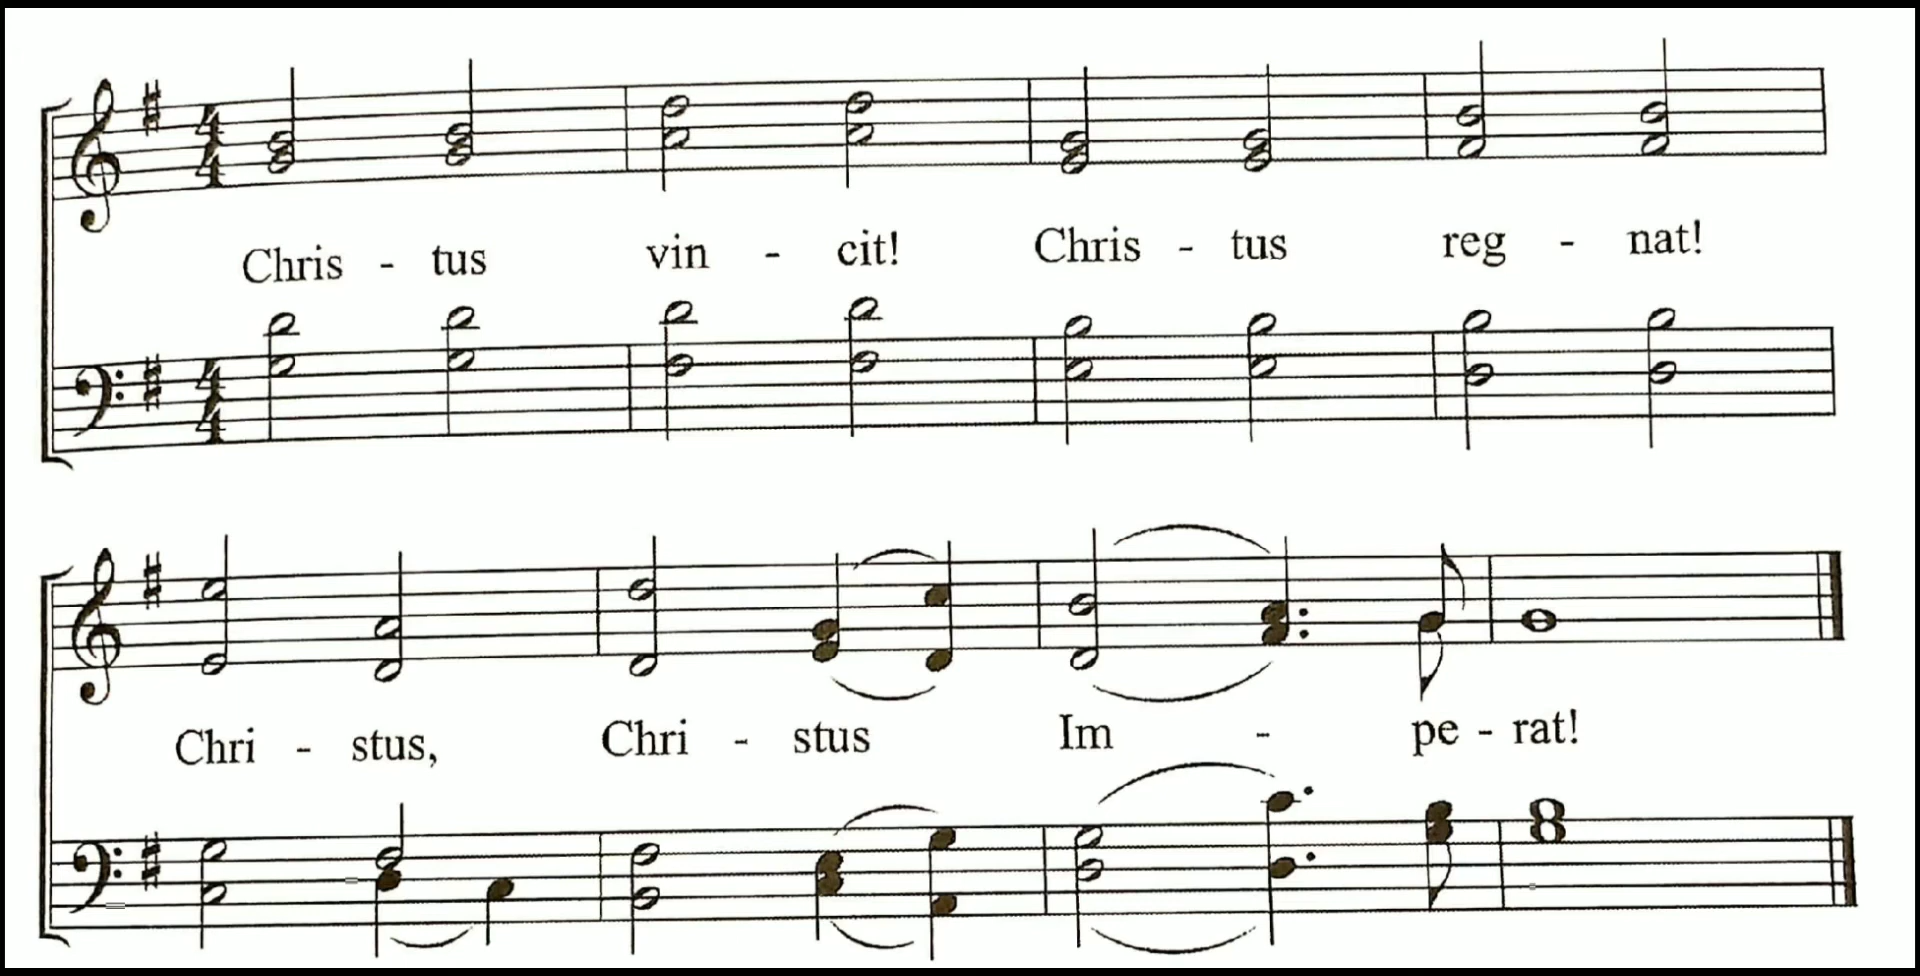 Chris - tus vin - cit! Chris - tus reg - nat!
Chri - stus, Chri - stus Im - pe - rat!